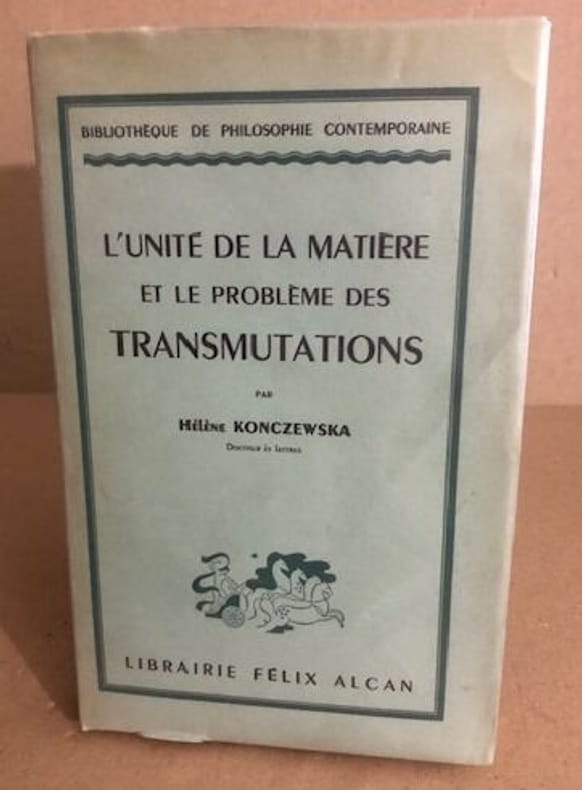 BIBLIOTHÈQUE DE PHILOSOPHIE CONTEMPORAINE
L'UNITÉ DE LA MATIÈRE
ET LE PROBLÈME DES
TRANSMUTATIONS
PAR
HÉLÈNE KONCZEWSKA
Docteur ès lettres
LIBRAIRIE FÉLIX ALCAN